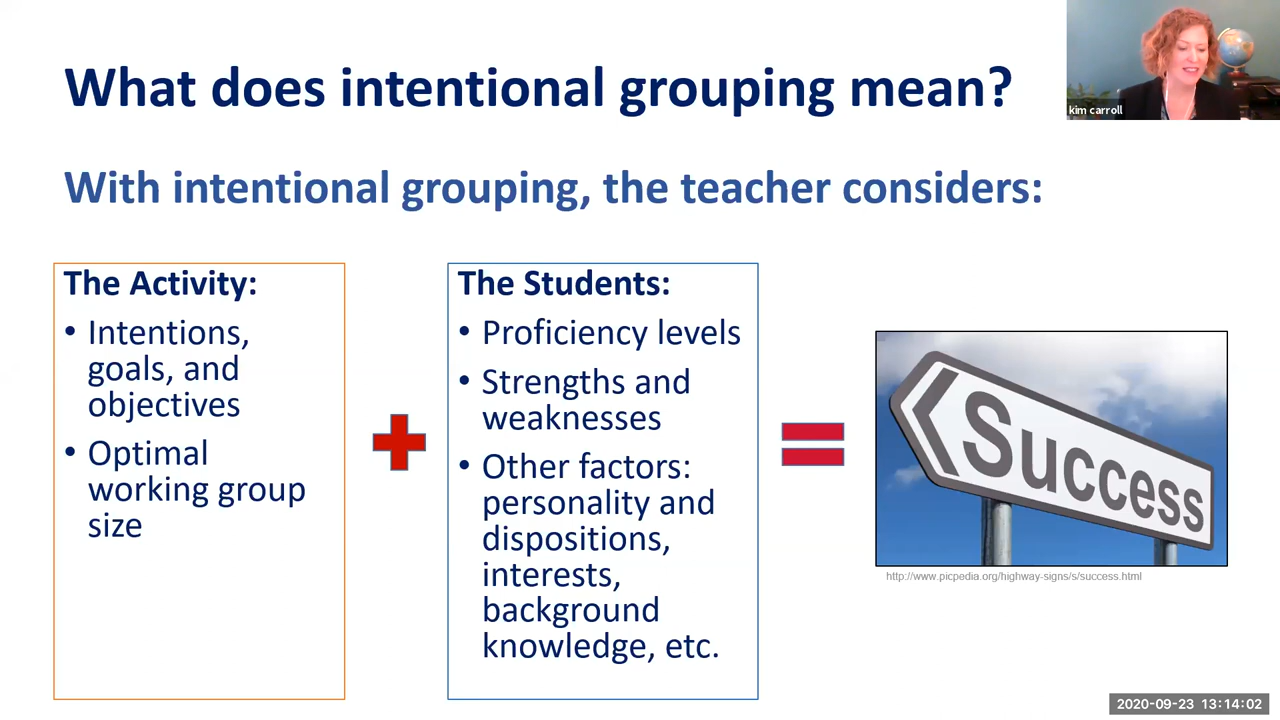 What does intentional grouping mean?
kim carroll
With intentional grouping, the teacher considers:
The Activity:
• Intentions,
goals, and
objectives
• Optimal
working group
size
The Students:
• Proficiency levels
• Strengths and
weaknesses
• Other factors:
personality and
dispositions,
interests,
background
knowledge, etc.
Success
http://www.picpedia.org/highway-signs/s/success.html
2020-09-23 13:14:02